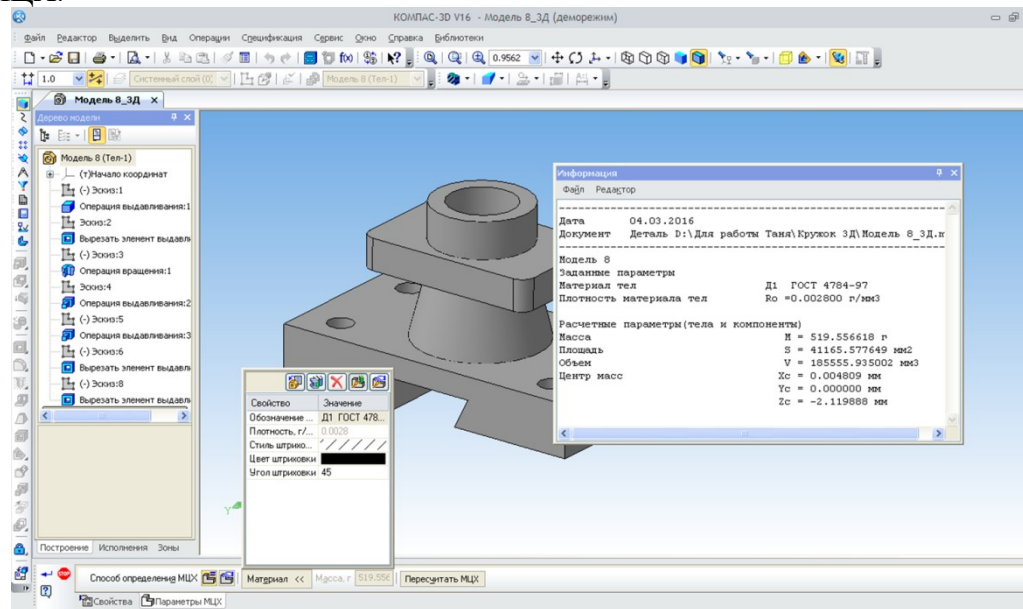 КОМПАС-3D V16 - Модель 8_3Д (деморежим)
Файл Редактор Выделить Вид Операции Спецификация Сервис Окно Справка Библиотеки
0.9562
1.0 Системный слой (0) Модель 8 (Тел-1)
Модель 8_3Д
Дерево модели
Модель 8 (Тел-1)
(т)Начало координат
(-) Эскиз:1
Операция выдавливания:1
Эскиз:2
Вырезать элемент выдавл
(-) Эскиз:3
Операция вращения:1
Эскиз:4
Операция выдавливания:2
(-) Эскиз:5
Операция выдавливания:3
(-) Эскиз:6
Вырезать элемент выдавл
(-) Эскиз:8
Вырезать элемент выдавл
Построение Исполнения Зоны
Информация
Файл Редактор
Дата 04.03.2016
Документ Деталь D:\Для работы Таня\Кружок 3Д\Модель 8_3Д.m
Модель 8
Заданные параметры
Материал тел Д1 ГОСТ 4784-97
Плотность материала тел Ro =0.002800 г/мм3
Расчетные параметры(тела и компоненты)
Масса M = 519.556618 г
Площадь S = 41165.577649 мм2
Объем V = 185555.935002 мм3
Центр масс Xc = 0.004809 мм
Yc = 0.000000 мм
Zc = -2.119888 мм
Свойство Значение
Обозначение ... Д1 ГОСТ 478...
Плотность, г/... 0.0028
Стиль штрихо...
Цвет штриховки
Угол штриховки 45
Y
Способ определения МЦХ Материал << Масса, г 519.556 Пересчитать МЦХ
Свойства Параметры МЦХ